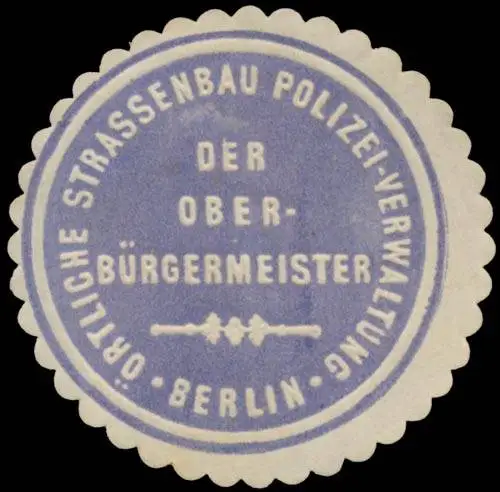 ÖRTLICHE STRASSENBAU POLIZEI-VERWALTUNG
DER
OBER-
BÜRGERMEISTER
· BERLIN ·